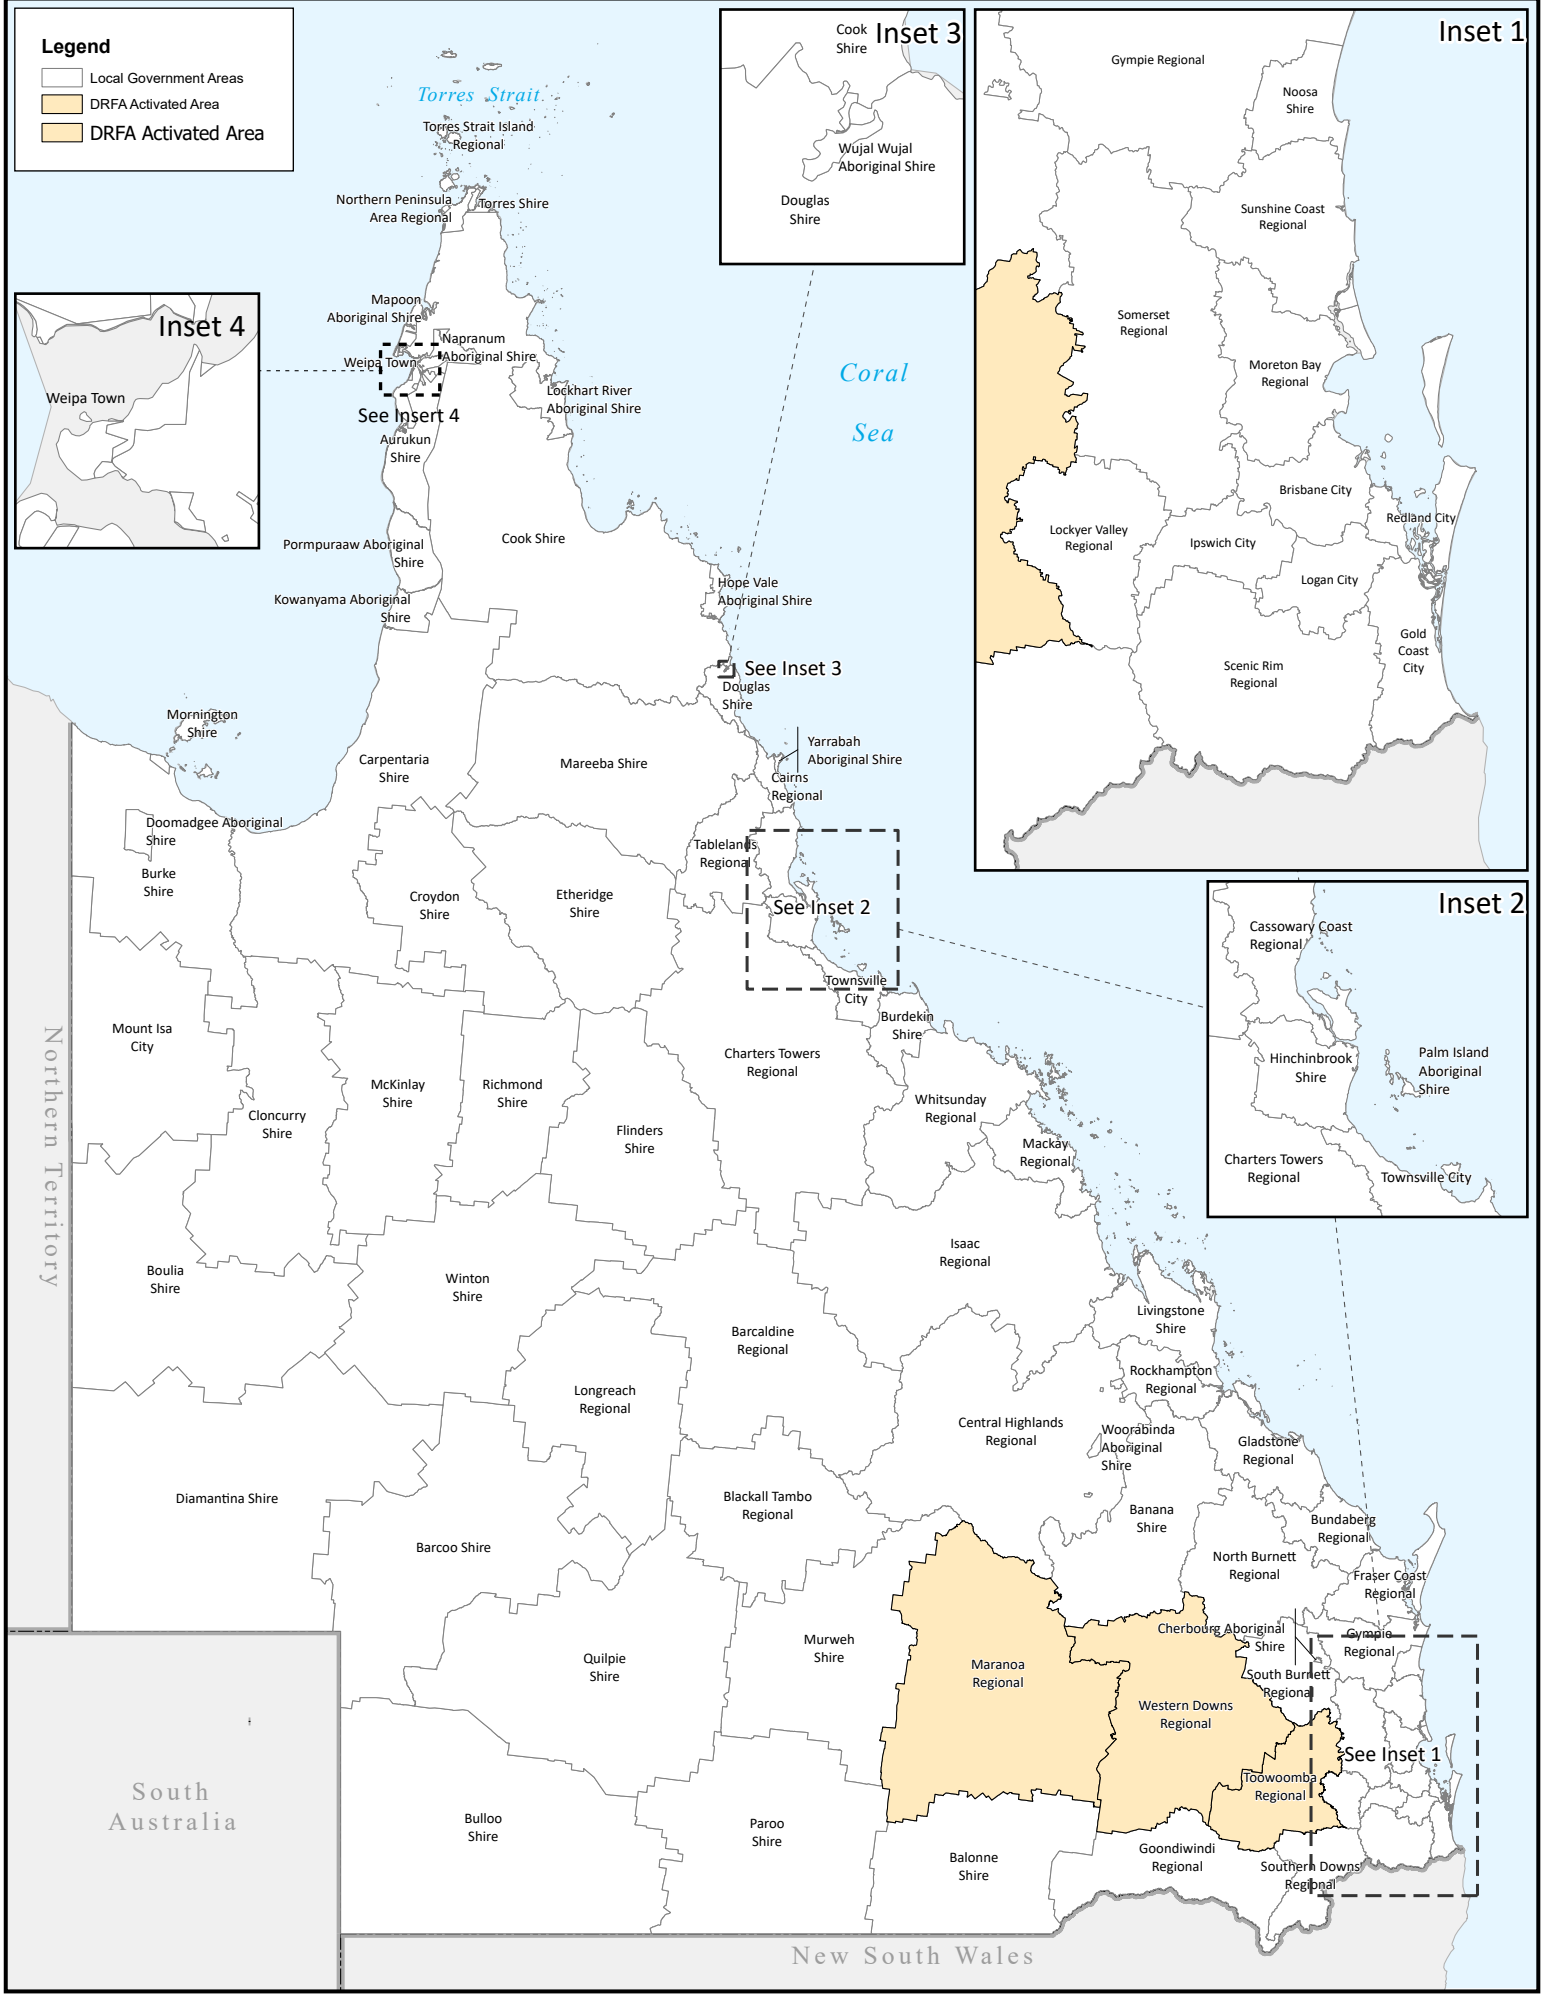 Legend
Local Government Areas
DRFA Activated Area
DRFA Activated Area
Torres Strait
Torres Strait Island
Regional
Northern Peninsula
Area Regional
Torres Shire
Mapoon
Aboriginal Shire
Napranum
Aboriginal Shire
Weipa Town
See Insert 4
Lockhart River
Aboriginal Shire
Aurukun
Shire
Cook Shire
Pormpuraaw Aboriginal
Shire
Kowanyama Aboriginal
Shire
Hope Vale
Aboriginal Shire
See Inset 3
Douglas
Shire
Coral
Sea
Inset 4
Weipa Town
Inset 3
Cook
Shire
Wujal Wujal
Aboriginal Shire
Douglas
Shire
Inset 1
Gympie Regional
Noosa
Shire
Sunshine Coast
Regional
Somerset
Regional
Moreton Bay
Regional
Brisbane City
Redland City
Lockyer Valley
Regional
Ipswich City
Logan City
Gold
Coast
City
Scenic Rim
Regional
Inset 2
Cassowary Coast
Regional
Hinchinbrook
Shire
Palm Island
Aboriginal
Shire
Charters Towers
Regional
Townsville City
Mornington
Shire
Carpentaria
Shire
Mareeba Shire
Yarrabah
Aboriginal Shire
Cairns
Regional
Doomadgee Aboriginal
Shire
Burke
Shire
Croydon
Shire
Etheridge
Shire
Tablelands
Regional
See Inset 2
Townsville
City
Burdekin
Shire
Mount Isa
City
Cloncurry
Shire
McKinlay
Shire
Richmond
Shire
Flinders
Shire
Charters Towers
Regional
Whitsunday
Regional
Mackay
Regional
Northern Territory
Boulia
Shire
Winton
Shire
Isaac
Regional
Livingstone
Shire
Barcaldine
Regional
Longreach
Regional
Rockhampton
Regional
Central Highlands
Regional
Woorabinda
Aboriginal
Shire
Gladstone
Regional
Diamantina Shire
Blackall Tambo
Regional
Banana
Shire
Bundaberg
Regional
Barcoo Shire
North Burnett
Regional
Fraser Coast
Regional
Cherbourg Aboriginal
Shire
Gympie
Regional
Quilpie
Shire
Murweh
Shire
Maranoa
Regional
South Burnett
Regional
Western Downs
Regional
See Inset 1
Toowoomba
Regional
South
Australia
Bulloo
Shire
Paroo
Shire
Balonne
Shire
Goondiwindi
Regional
Southern Downs
Regional
New South Wales